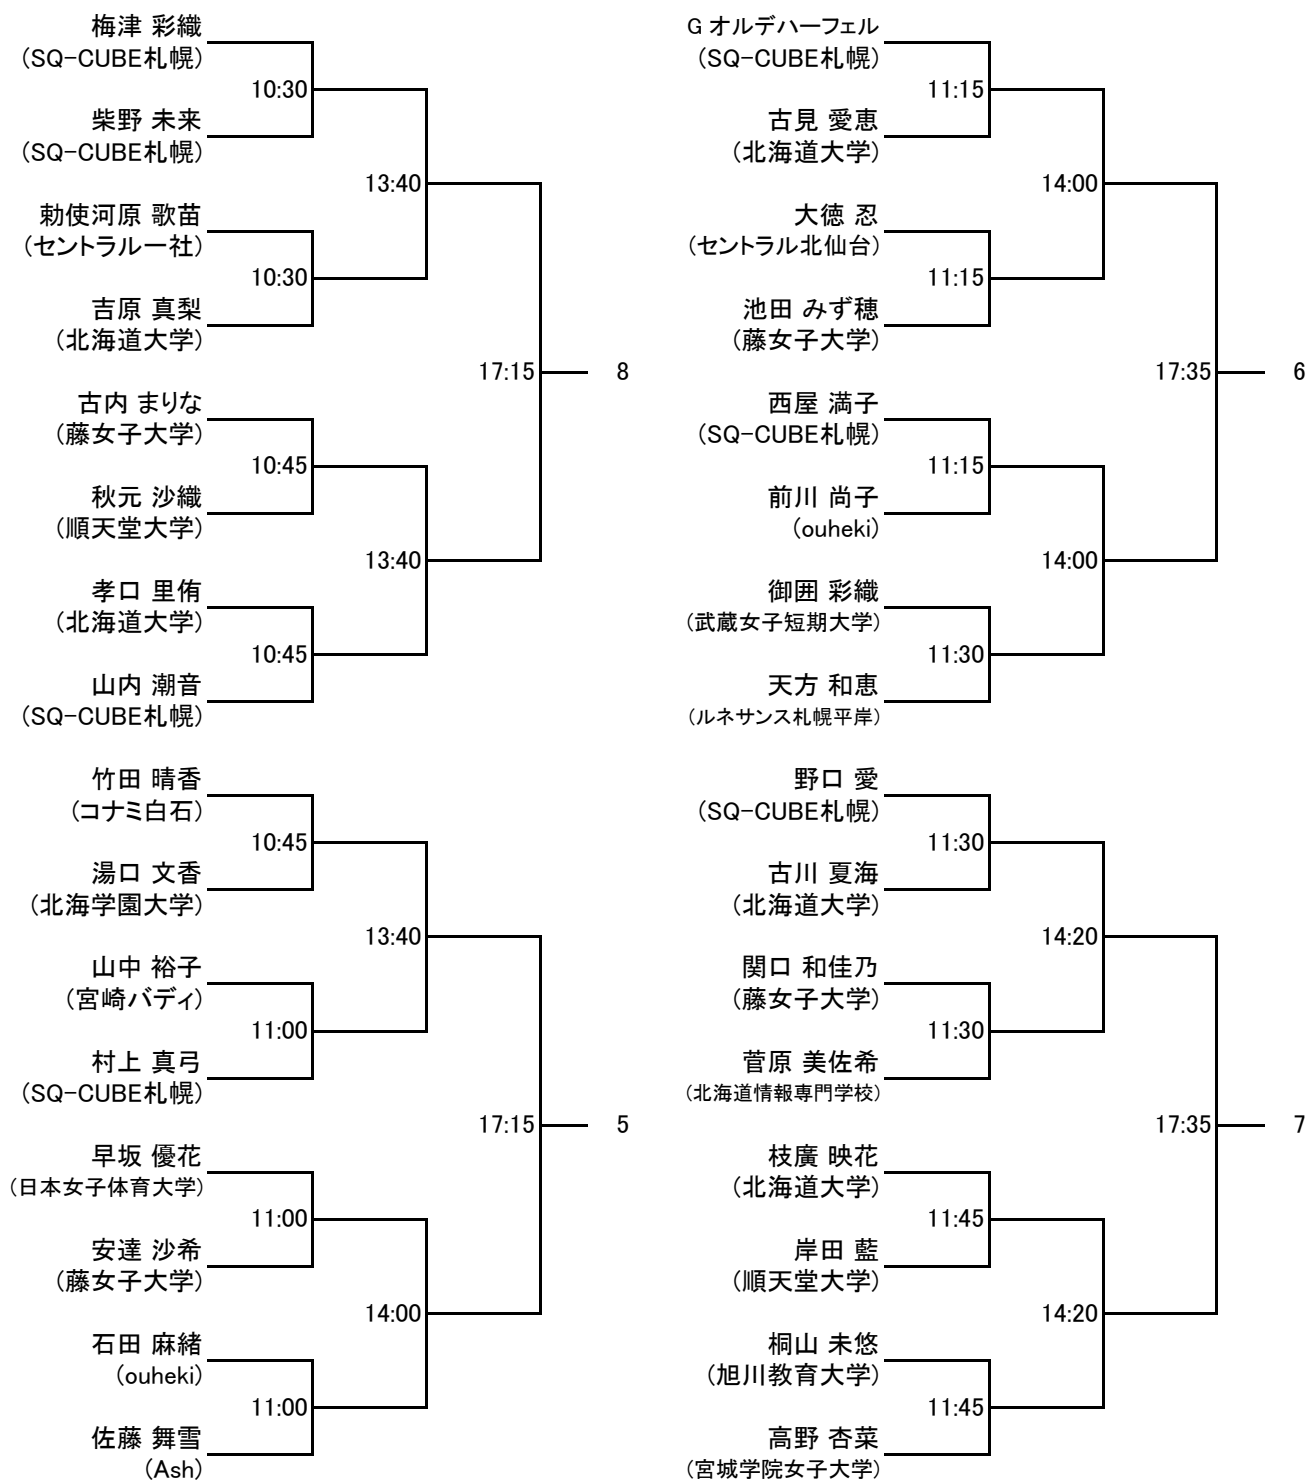 梅津 彩織
(SQ-CUBE札幌)
10:30
柴野 未来
(SQ-CUBE札幌)
13:40
勅使河原 歌苗
(セントラル一社)
10:30
吉原 真梨
(北海道大学)
17:15
8
古内 まりな
(藤女子大学)
10:45
秋元 沙織
(順天堂大学)
13:40
孝口 里侑
(北海道大学)
10:45
山内 潮音
(SQ-CUBE札幌)
竹田 晴香
(コナミ白石)
10:45
湯口 文香
(北海学園大学)
13:40
山中 裕子
(宮崎バディ)
11:00
村上 真弓
(SQ-CUBE札幌)
17:15
5
早坂 優花
(日本女子体育大学)
11:00
安達 沙希
(藤女子大学)
14:00
石田 麻緒
(ouheki)
11:00
佐藤 舞雪
(Ash)
G オルデハーフェル
(SQ-CUBE札幌)
11:15
古見 愛恵
(北海道大学)
14:00
大徳 忍
(セントラル北仙台)
11:15
池田 みず穂
(藤女子大学)
17:35
6
西屋 満子
(SQ-CUBE札幌)
11:15
前川 尚子
(ouheki)
14:00
御囲 彩織
(武蔵女子短期大学)
11:30
天方 和恵
(ルネサンス札幌平岸)
野口 愛
(SQ-CUBE札幌)
11:30
古川 夏海
(北海道大学)
14:20
関口 和佳乃
(藤女子大学)
11:30
菅原 美佐希
(北海道情報専門学校)
17:35
7
枝廣 映花
(北海道大学)
11:45
岸田 藍
(順天堂大学)
14:20
桐山 未悠
(旭川教育大学)
11:45
高野 杏菜
(宮城学院女子大学)